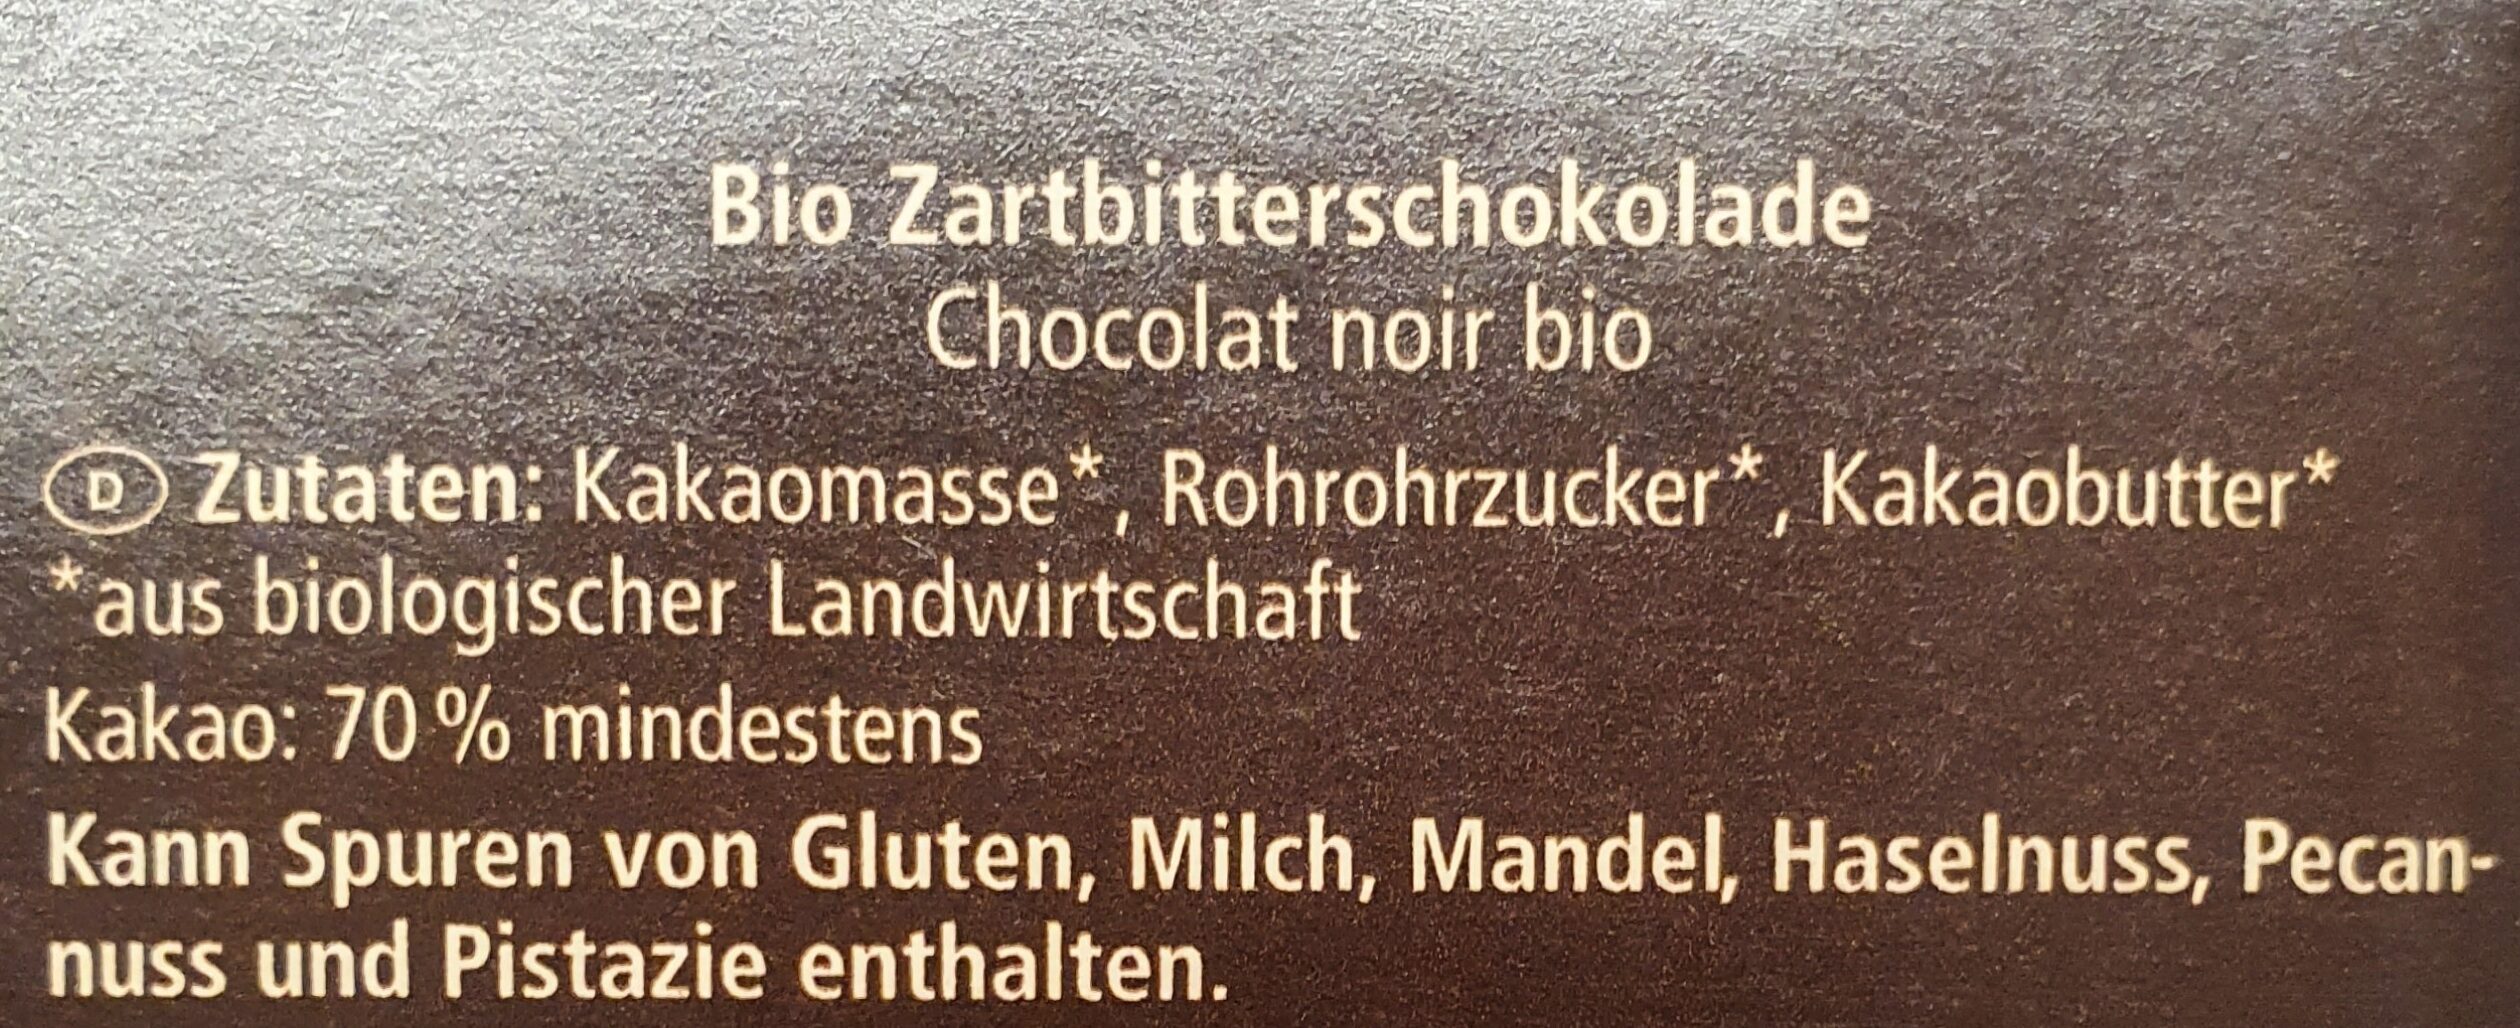 Bio Zartbitterschokolade
Chocolat noir bio
D Zutaten: Kakaomasse*, Rohrohrzucker*, Kakaobutter*
*aus biologischer Landwirtschaft
Kakao: 70 % mindestens
Kann Spuren von Gluten, Milch, Mandel, Haselnuss, Pecan-
nuss und Pistazie enthalten.